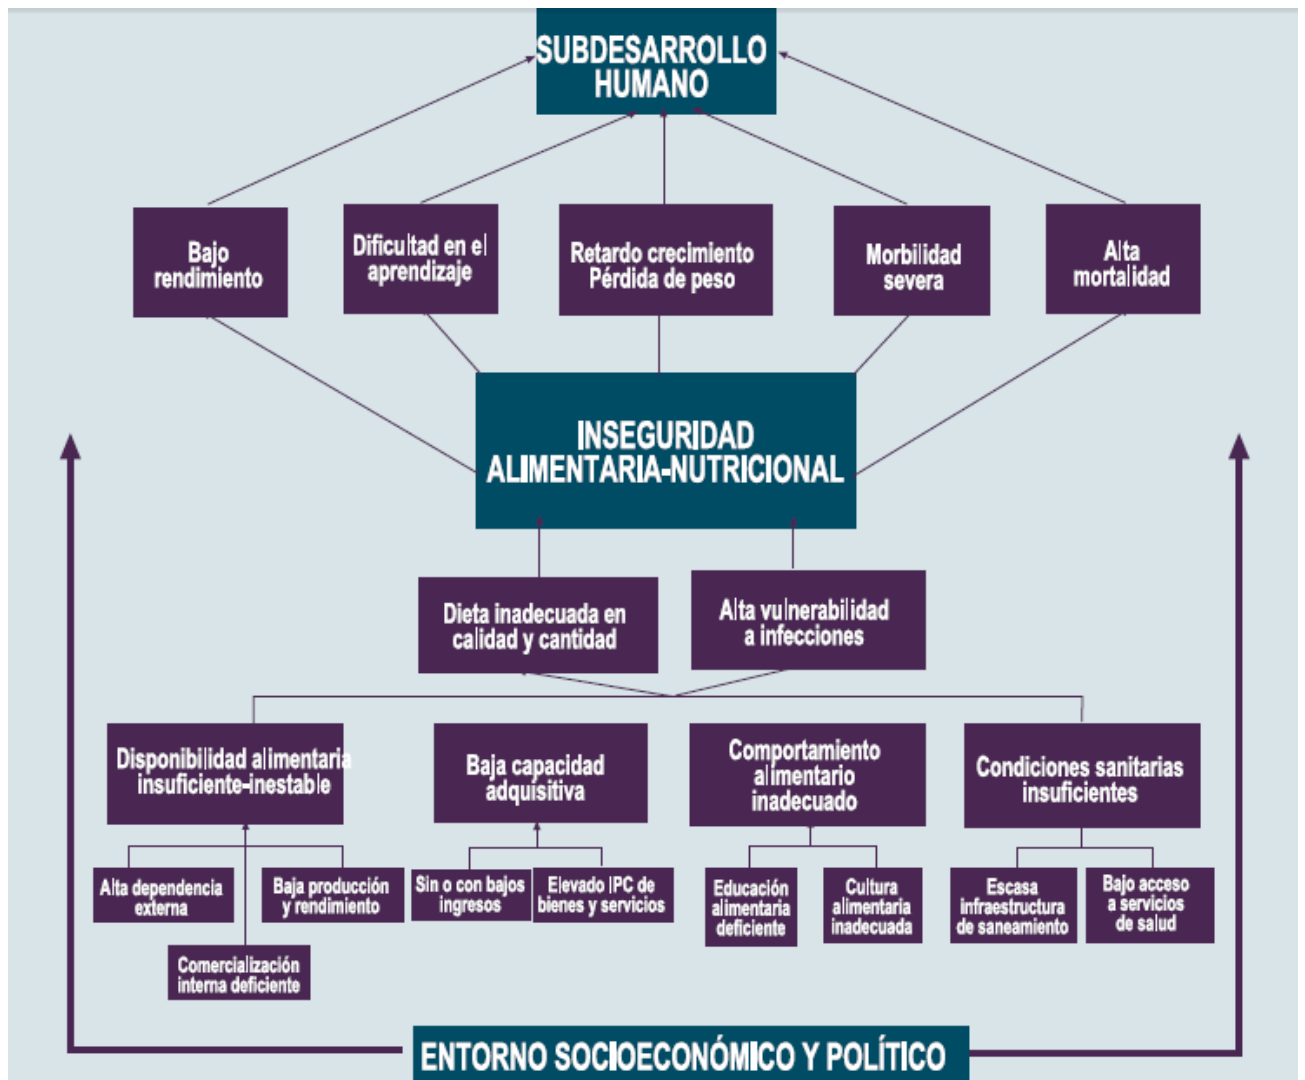 SUBDESARROLLO
HUMANO
Bajo
rendimiento
Dificultad en el
aprendizaje
Retardo crecimiento
Pérdida de peso
Morbilidad
severa
Alta
mortalidad
INSEGURIDAD
ALIMENTARIA-NUTRICIONAL
Dieta inadecuada en
calidad y cantidad
Alta vulnerabilidad
a infecciones
Disponibilidad alimentaria
insuficiente-inestable
Baja capacidad
adquisitiva
Comportamiento
alimentario
inadecuado
Condiciones sanitarias
insuficientes
Alta dependencia
externa
Baja producción
y rendimiento
Comercialización
interna deficiente
Sin o con bajos
ingresos
Elevado IPC de
bienes y servicios
Educación
alimentaria
deficiente
Cultura
alimentaria
inadecuada
Escasa
infraestructura
de saneamiento
Bajo acceso
a servicios
de salud
ENTORNO SOCIOECONÓMICO Y POLÍTICO